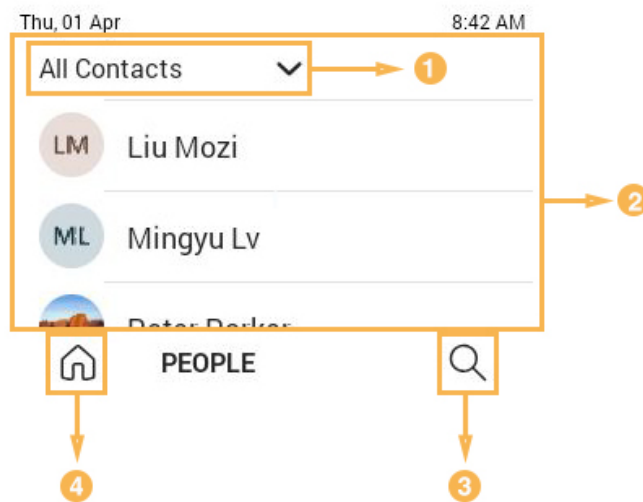 Thu, 01 Apr 8:42 AM
All Contacts 1
LM Liu Mozi
2
ML Mingyu Lv
PEOPLE
4 3